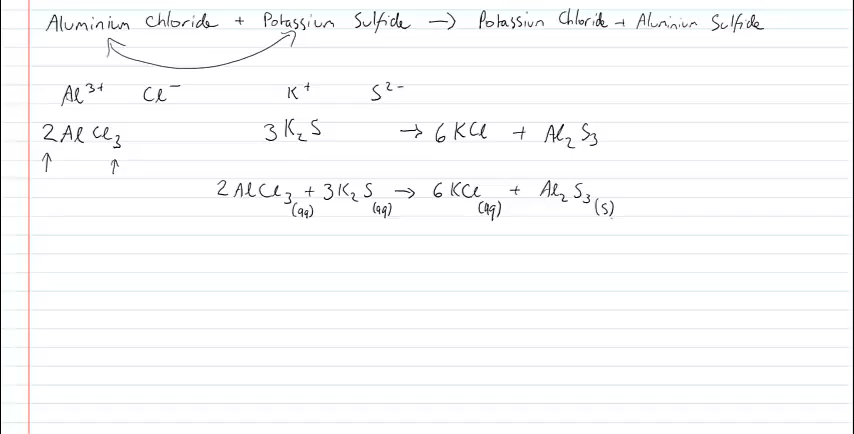 Aluminium Chloride + Potassium Sulfide → Potassium Chloride + Aluminium Sulfide
Al³⁺ Cl⁻ K⁺ S²⁻
2AlCl₃ 3K₂S → 6KCl + Al₂S₃
2AlCl₃(aq) + 3K₂S(aq) → 6KCl(aq) + Al₂S₃(s)